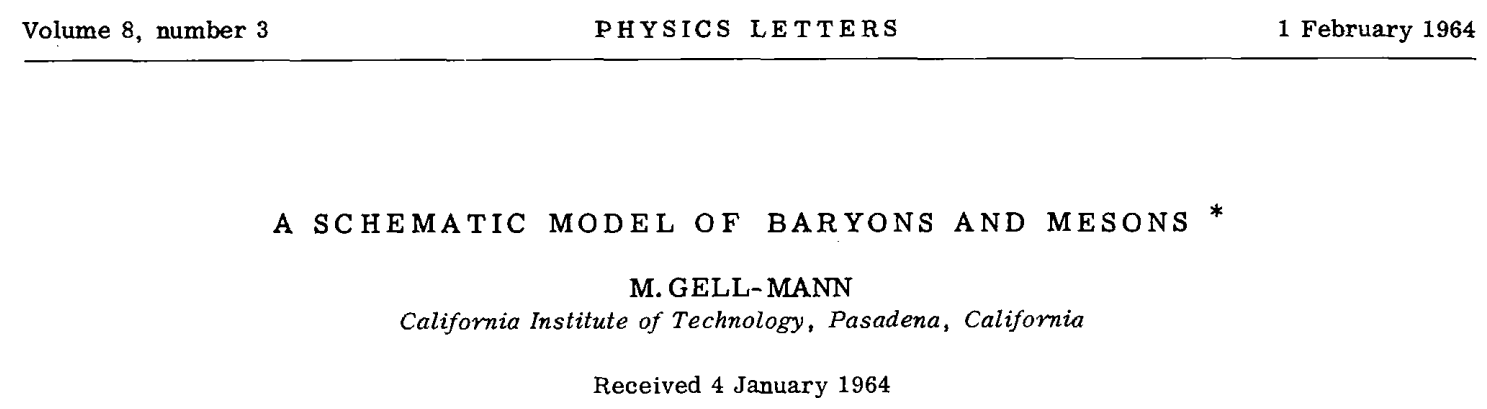 Volume 8, number 3 PHYSICS LETTERS 1 February 1964
A SCHEMATIC MODEL OF BARYONS AND MESONS *
M. GELL-MANN
California Institute of Technology, Pasadena, California
Received 4 January 1964